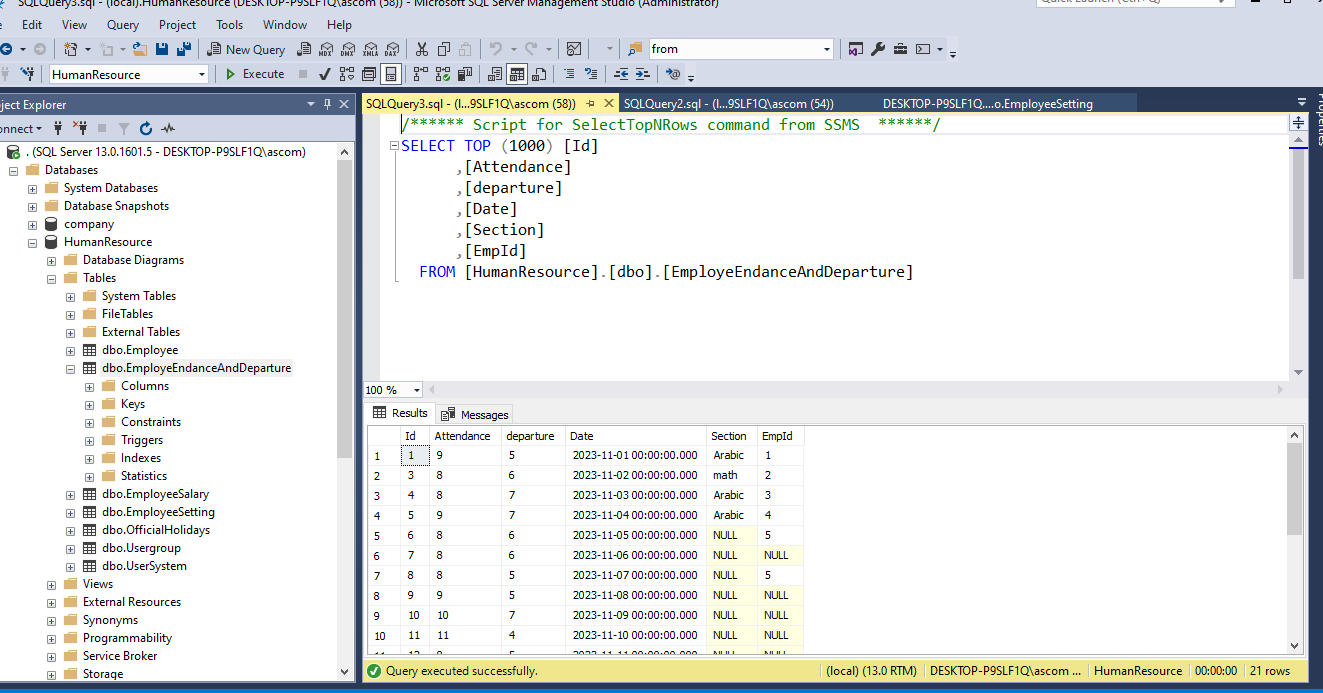 SQLQuery3.sql - (local).HumanResource (DESKTOP-P9SLF1Q\ascom (58)) - Microsoft SQL Server Management Studio (Administrator)
Quick Launch (Ctrl+Q)
Edit View Query Project Tools Window Help
New Query MDX DMX XMLA DAX from
HumanResource Execute
ject Explorer
onnect
. (SQL Server 13.0.1601.5 - DESKTOP-P9SLF1Q\ascom)
Databases
System Databases
Database Snapshots
company
HumanResource
Database Diagrams
Tables
System Tables
FileTables
External Tables
dbo.Employee
dbo.EmployeEndanceAndDeparture
Columns
Keys
Constraints
Triggers
Indexes
Statistics
dbo.EmployeeSalary
dbo.EmployeeSetting
dbo.OfficialHolidays
dbo.Usergroup
dbo.UserSystem
Views
External Resources
Synonyms
Programmability
Service Broker
Storage
SQLQuery3.sql - (l...9SLF1Q\ascom (58)) SQLQuery2.sql - (l...9SLF1Q\ascom (54)) DESKTOP-P9SLF1Q....o.EmployeeSetting
Properties
/****** Script for SelectTopNRows command from SSMS ******/
SELECT TOP (1000) [Id]
,[Attendance]
,[departure]
,[Date]
,[Section]
,[EmpId]
FROM [HumanResource].[dbo].[EmployeEndanceAndDeparture]
100 %
Results Messages
Id Attendance departure Date Section EmpId
1 1 9 5 2023-11-01 00:00:00.000 Arabic 1
2 3 8 6 2023-11-02 00:00:00.000 math 2
3 4 8 7 2023-11-03 00:00:00.000 Arabic 3
4 5 9 7 2023-11-04 00:00:00.000 Arabic 4
5 6 8 6 2023-11-05 00:00:00.000 NULL 5
6 7 8 6 2023-11-06 00:00:00.000 NULL NULL
7 8 8 5 2023-11-07 00:00:00.000 NULL 5
8 9 9 5 2023-11-08 00:00:00.000 NULL NULL
9 10 10 7 2023-11-09 00:00:00.000 NULL NULL
10 11 11 4 2023-11-10 00:00:00.000 NULL NULL
Query executed successfully. (local) (13.0 RTM) DESKTOP-P9SLF1Q\ascom ... HumanResource 00:00:00 21 rows